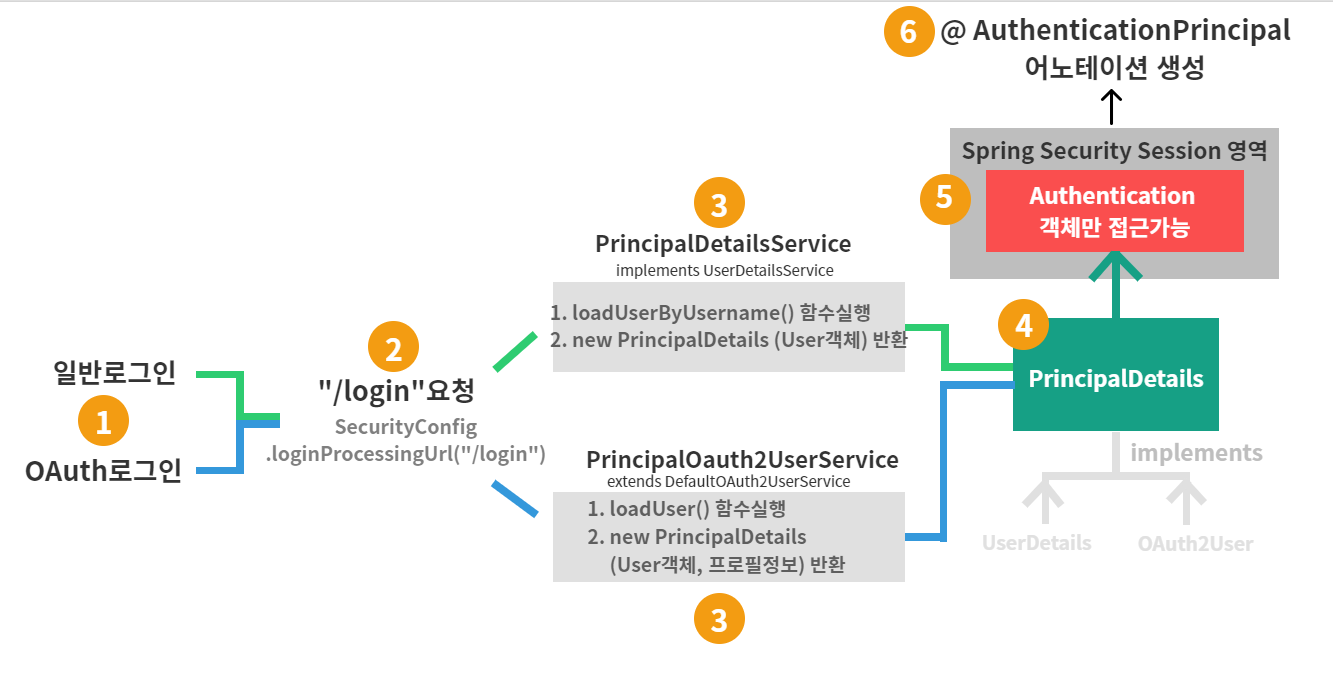 6 @ AuthenticationPrincipal
어노테이션 생성
Spring Security Session 영역
5
Authentication
객체만 접근가능
3
PrincipalDetailsService
implements UserDetailsService
1. loadUserByUsername() 함수실행
2. new PrincipalDetails (User객체) 반환
4
PrincipalDetails
implements
UserDetails
OAuth2User
일반로그인
1
OAuth로그인
2
"/login"요청
SecurityConfig
.loginProcessingUrl("/login")
PrincipalOauth2UserService
extends DefaultOAuth2UserService
1. loadUser() 함수실행
2. new PrincipalDetails
(User객체, 프로필정보) 반환
3